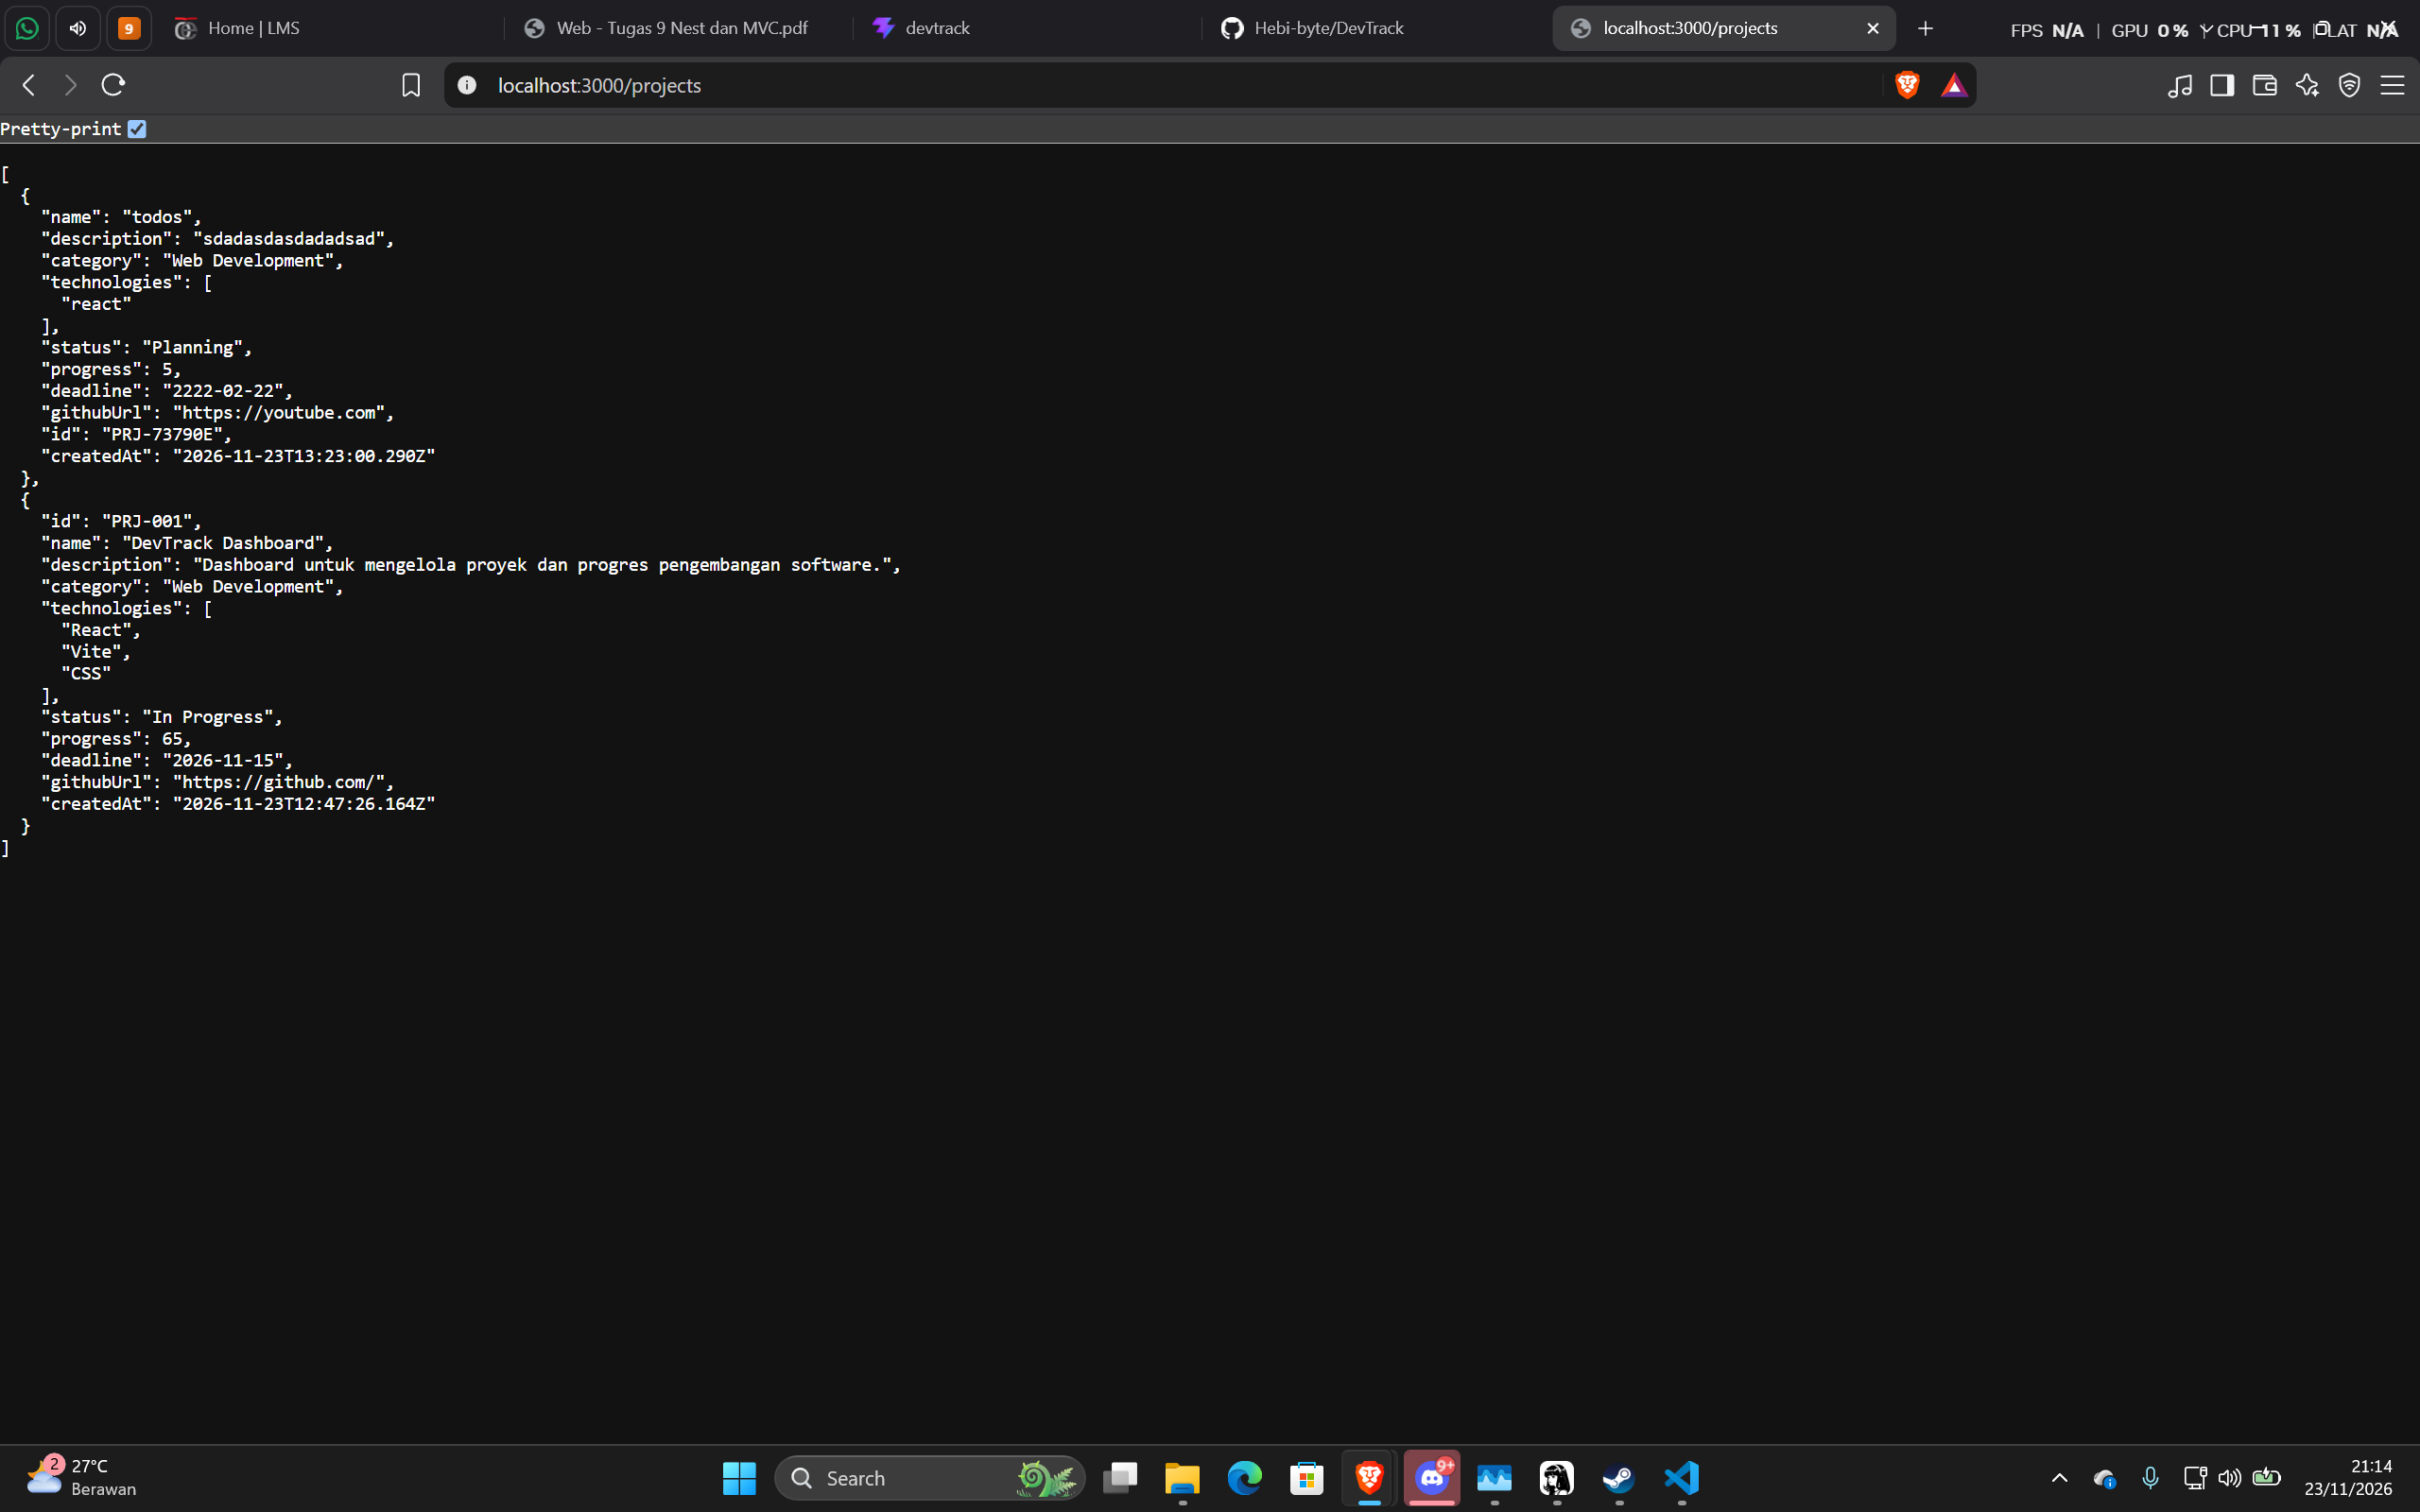 9
Home | LMS
Web - Tugas 9 Nest dan MVC.pdf
devtrack
Hebi-byte/DevTrack
localhost:3000/projects
FPS N/A | GPU 0 % CPU 11 % LAT N/A
localhost:3000/projects
Pretty-print
[
  {
    "name": "todos",
    "description": "sdadasdasdadadsad",
    "category": "Web Development",
    "technologies": [
      "react"
    ],
    "status": "Planning",
    "progress": 5,
    "deadline": "2222-02-22",
    "githubUrl": "https://youtube.com",
    "id": "PRJ-73790E",
    "createdAt": "2026-11-23T13:23:00.290Z"
  },
  {
    "id": "PRJ-001",
    "name": "DevTrack Dashboard",
    "description": "Dashboard untuk mengelola proyek dan progres pengembangan software.",
    "category": "Web Development",
    "technologies": [
      "React",
      "Vite",
      "CSS"
    ],
    "status": "In Progress",
    "progress": 65,
    "deadline": "2026-11-15",
    "githubUrl": "https://github.com/",
    "createdAt": "2026-11-23T12:47:26.164Z"
  }
]
2
27°C
Berawan
Search
9+
21:14
23/11/2026